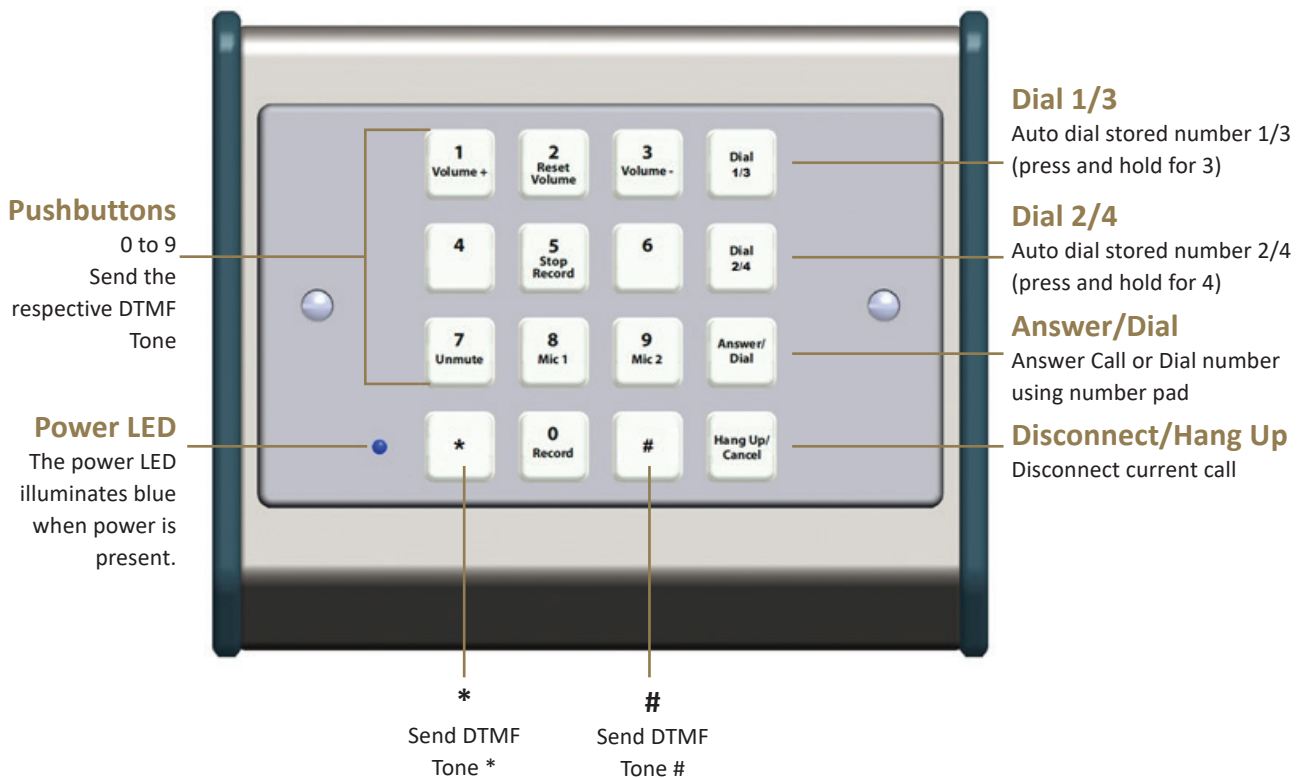 Pushbuttons
0 to 9
Send the
respective DTMF
Tone
Power LED
The power LED
illuminates blue
when power is
present.
1
Volume +
2
Reset
Volume
3
Volume -
Dial
1/3
4
5
Stop
Record
6
Dial
2/4
7
Unmute
8
Mic 1
9
Mic 2
Answer/
Dial
*
0
Record
#
Hang Up/
Cancel
Dial 1/3
Auto dial stored number 1/3
(press and hold for 3)
Dial 2/4
Auto dial stored number 2/4
(press and hold for 4)
Answer/Dial
Answer Call or Dial number
using number pad
Disconnect/Hang Up
Disconnect current call
*
Send DTMF
Tone *
#
Send DTMF
Tone #